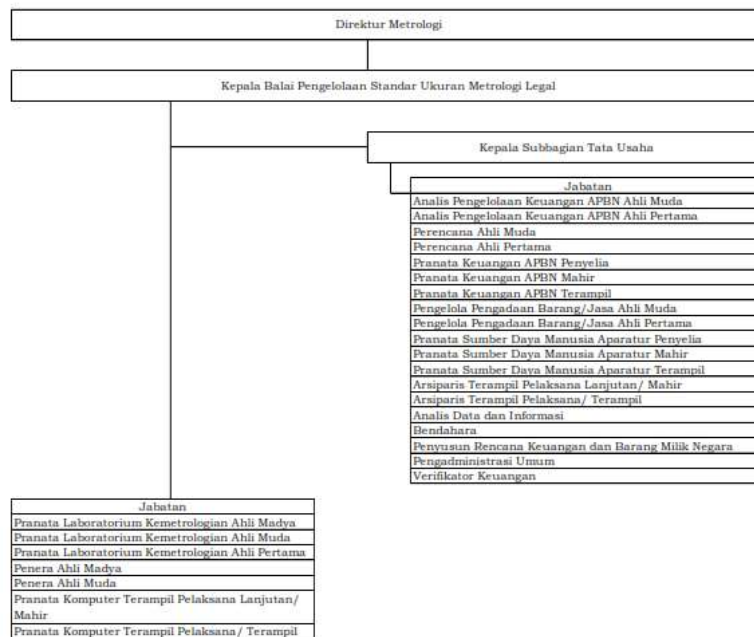 Direktur Metrologi
Kepala Balai Pengelolaan Standar Ukuran Metrologi Legal
Kepala Subbagian Tata Usaha
Jabatan
Analis Pengelolaan Keuangan APBN Ahli Muda
Analis Pengelolaan Keuangan APBN Ahli Pertama
Perencana Ahli Muda
Perencana Ahli Pertama
Pranata Keuangan APBN Penyelia
Pranata Keuangan APBN Mahir
Pranata Keuangan APBN Terampil
Pengelola Pengadaan Barang/Jasa Ahli Muda
Pengelola Pengadaan Barang/Jasa Ahli Pertama
Pranata Sumber Daya Manusia Aparatur Penyelia
Pranata Sumber Daya Manusia Aparatur Mahir
Pranata Sumber Daya Manusia Aparatur Terampil
Arsiparis Terampil Pelaksana Lanjutan/ Mahir
Arsiparis Terampil Pelaksana/ Terampil
Analis Data dan Informasi
Bendahara
Penyusun Rencana Keuangan dan Barang Milik Negara
Pengadministrasi Umum
Verifikator Keuangan
Jabatan
Pranata Laboratorium Kemetrologian Ahli Madya
Pranata Laboratorium Kemetrologian Ahli Muda
Pranata Laboratorium Kemetrologian Ahli Pertama
Penera Ahli Madya
Penera Ahli Muda
Pranata Komputer Terampil Pelaksana Lanjutan/
Mahir
Pranata Komputer Terampil Pelaksana/ Terampil